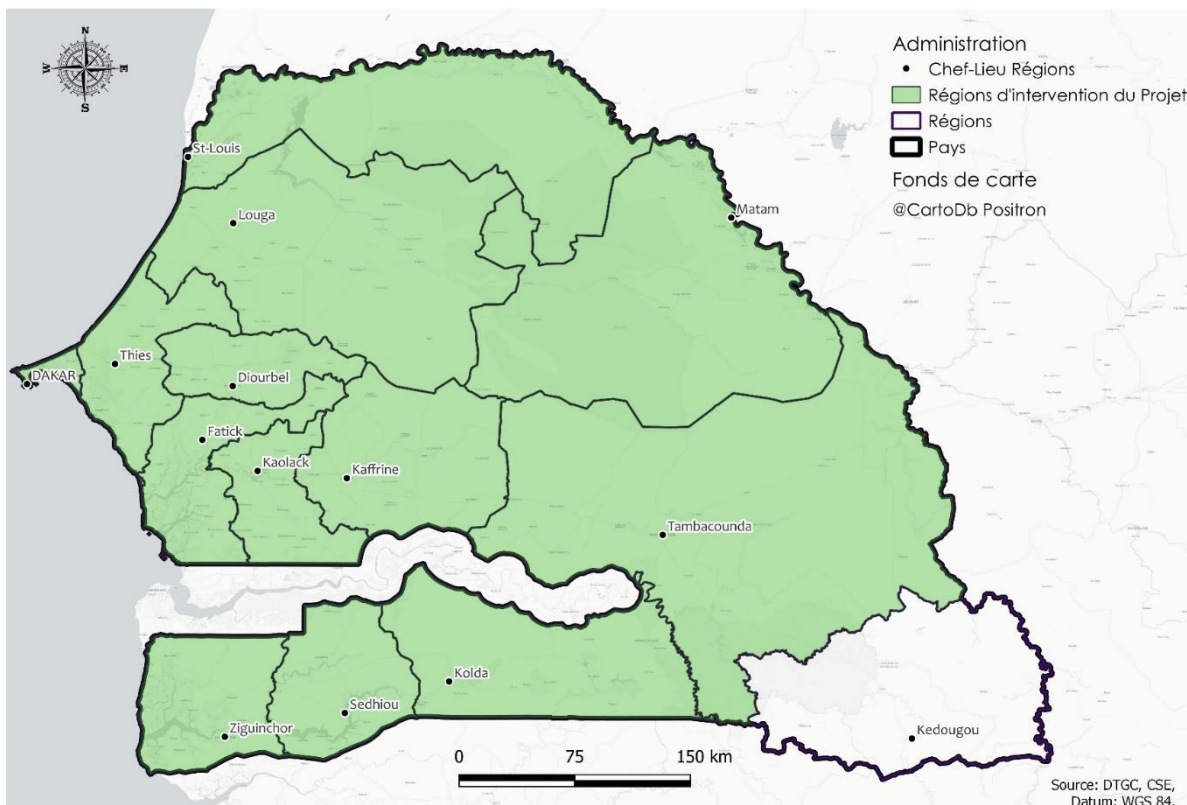 N
W E
S
Administration
Chef-Lieu Régions
Régions d'intervention du Projet
Régions
Pays
Fonds de carte
@CartoDb Positron
St-Louis
Louga
Matam
Thies
DAKAR
Diourbel
Fatick
Kaolack
Kaffrine
Tambacounda
Kolda
Sedhiou
Ziguinchor
Kedougou
0 75 150 km
Source: DTGC, CSE,
Datum: WGS 84.